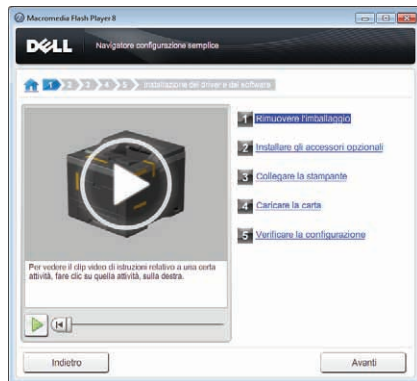 Macromedia Flash Player 8
DELL
Navigatore configurazione semplice
1 2 3 4 5 Installazione del driver e del software
1 Rimuovere l'imballaggio
2 Installare gli accessori opzionali
3 Collegare la stampante
4 Caricare la carta
5 Verificare la configurazione
Per vedere il clip video di istruzioni relativo a una certa
attività, fare clic su quella attività, sulla destra.
Indietro
Avanti